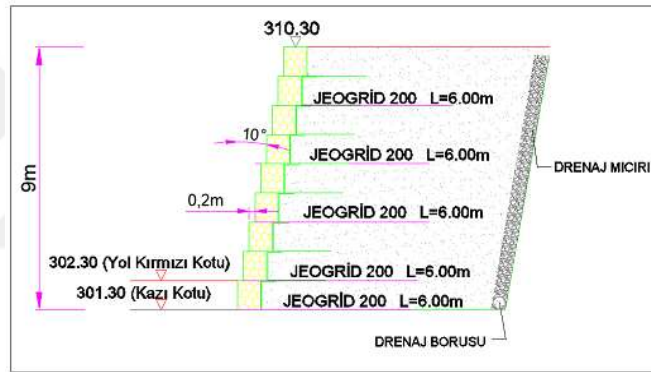 310.30
JEOGRİD 200 L=6.00m
10°
JEOGRİD 200 L=6.00m
DRENAJ MICIRI
9m
0,2m
JEOGRİD 200 L=6.00m
302.30 (Yol Kırmızı Kotu)
JEOGRİD 200 L=6.00m
301.30 (Kazı Kotu)
JEOGRİD 200 L=6.00m
DRENAJ BORUSU